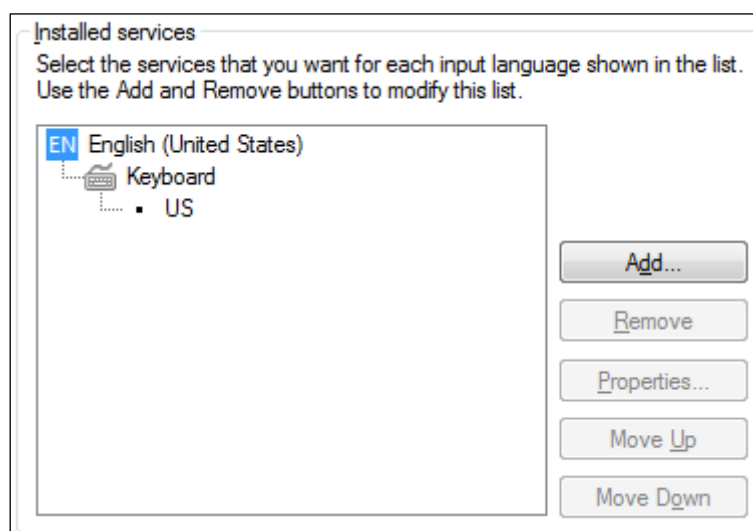 Installed services
Select the services that you want for each input language shown in the list.
Use the Add and Remove buttons to modify this list.
EN English (United States)
Keyboard
▪ US
Add...
Remove
Properties...
Move Up
Move Down